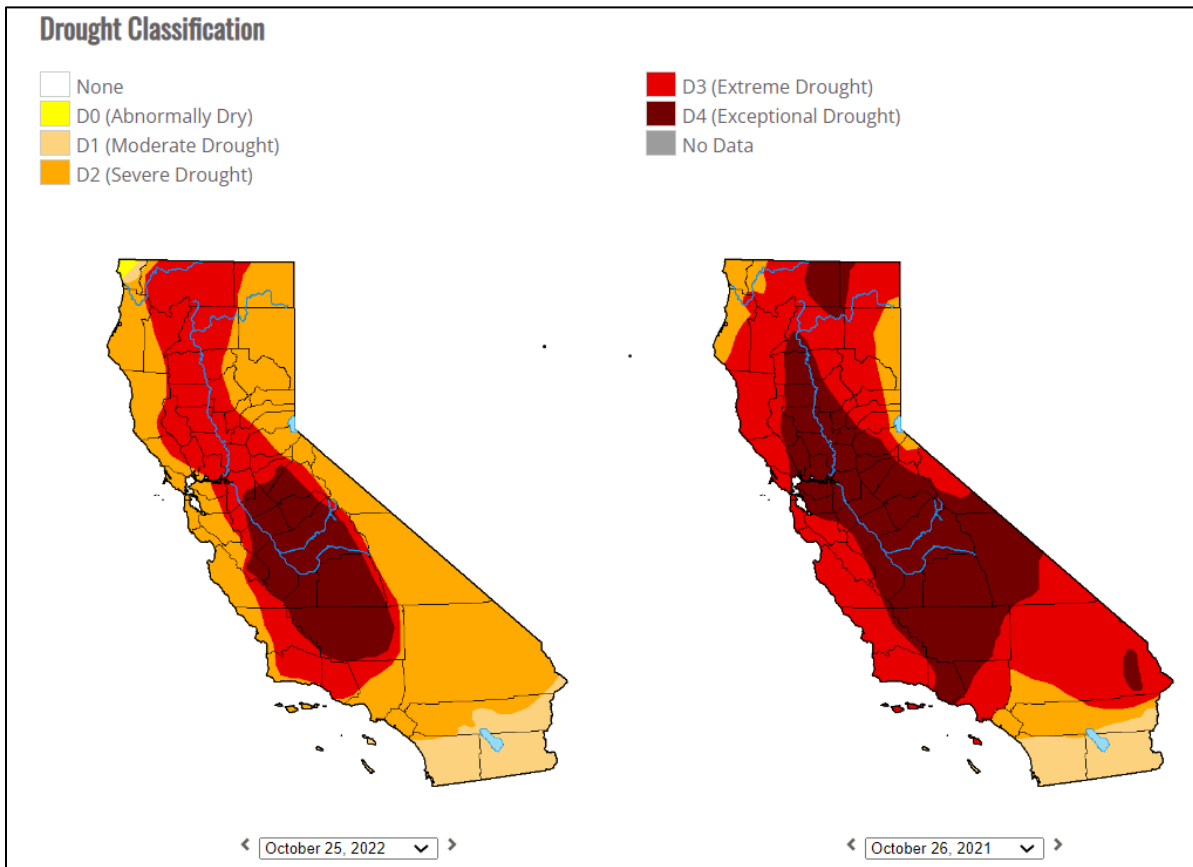 Drought Classification
None
D0 (Abnormally Dry)
D1 (Moderate Drought)
D2 (Severe Drought)
D3 (Extreme Drought)
D4 (Exceptional Drought)
No Data
October 25, 2022
October 26, 2021